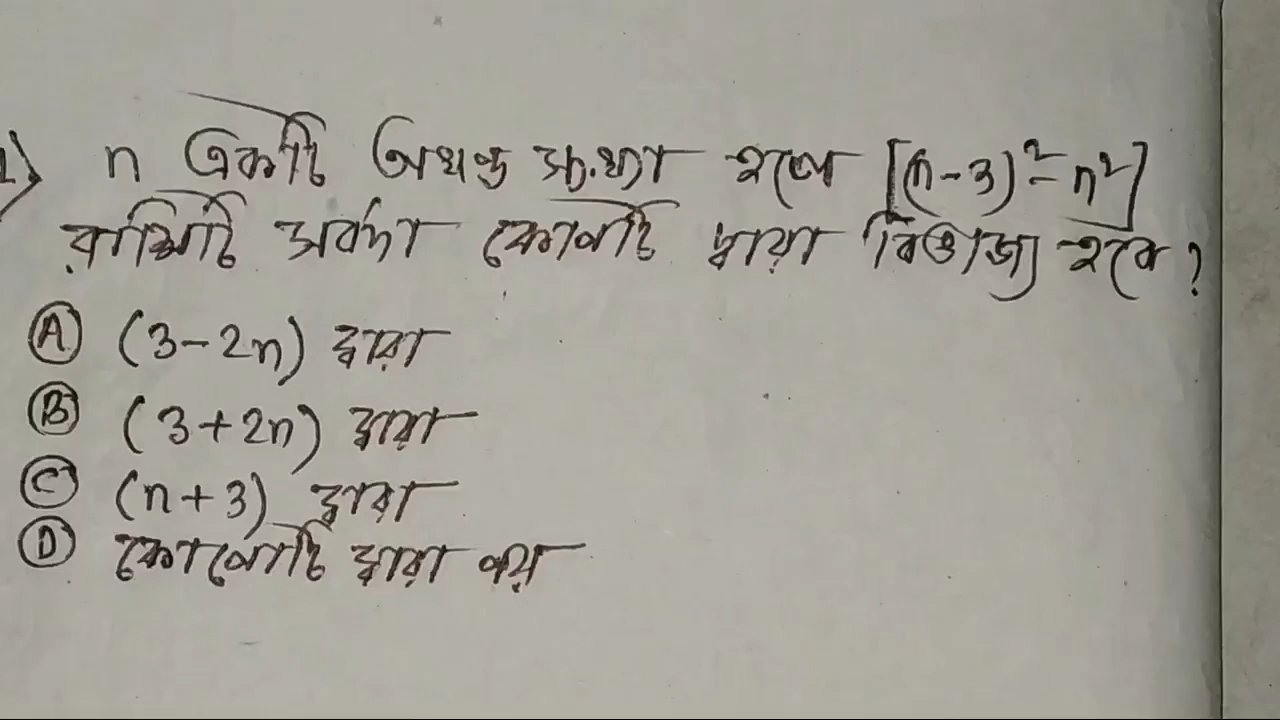 1) n একটি অখণ্ড সংখ্যা হলে [(n-3)²-n²]
রাশিটি সর্বদা কোনটি দ্বারা বিভাজ্য হবে?
A (3-2n) দ্বারা
B (3+2n) দ্বারা
C (n+3) দ্বারা
D কোনোটি দ্বারা নয়